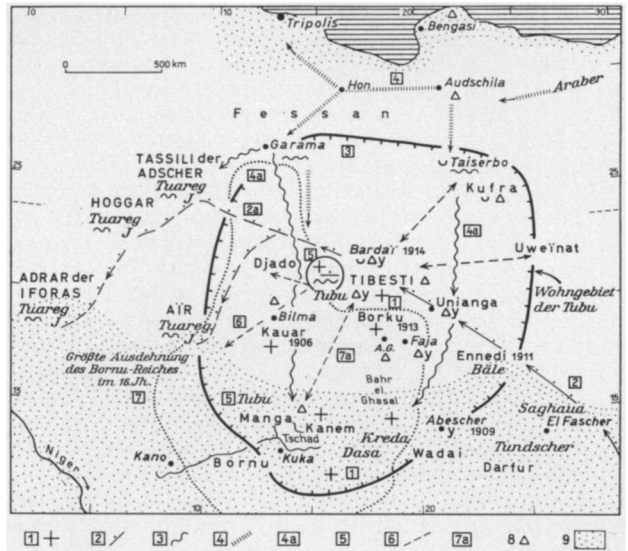 10
20
30
Tripolis
Bengasi
0
500 km
Hon
4
Audschila
Araber
Fessan
Garama
3
25
TASSILI der
ADSCHER
Tuareg
4a
Taiserbo
25
Kufra
HOGGAR
Tuareg
2a
4a
Bardaï 1914
Uweïnat
5
Djado
ADRAR der
IFORAS
Tuareg
TIBESTI
Tubu
1
Unianga
Wohngebiet
der Tubu
AÏR
Tuareg
6
Bilma
Kauar
1906
Borku
1913
A.G.
Faja
Größte Ausdehnung
des Bornu-Reiches
im 16.Jh.
7a
Ennedi 1911
Bäle
Bahr
el
Ghasal
2
15
7
5
Tubu
Manga
Kanem
Saghaua
15
El Fascher
Abescher
1909
Tschad
Kreda
Dasa
Tundscher
Niger
Kano
Bornu
Kuka
Wadai
Darfur
1
10
20
1
2
3
4
4a
5
6
7a
8
9